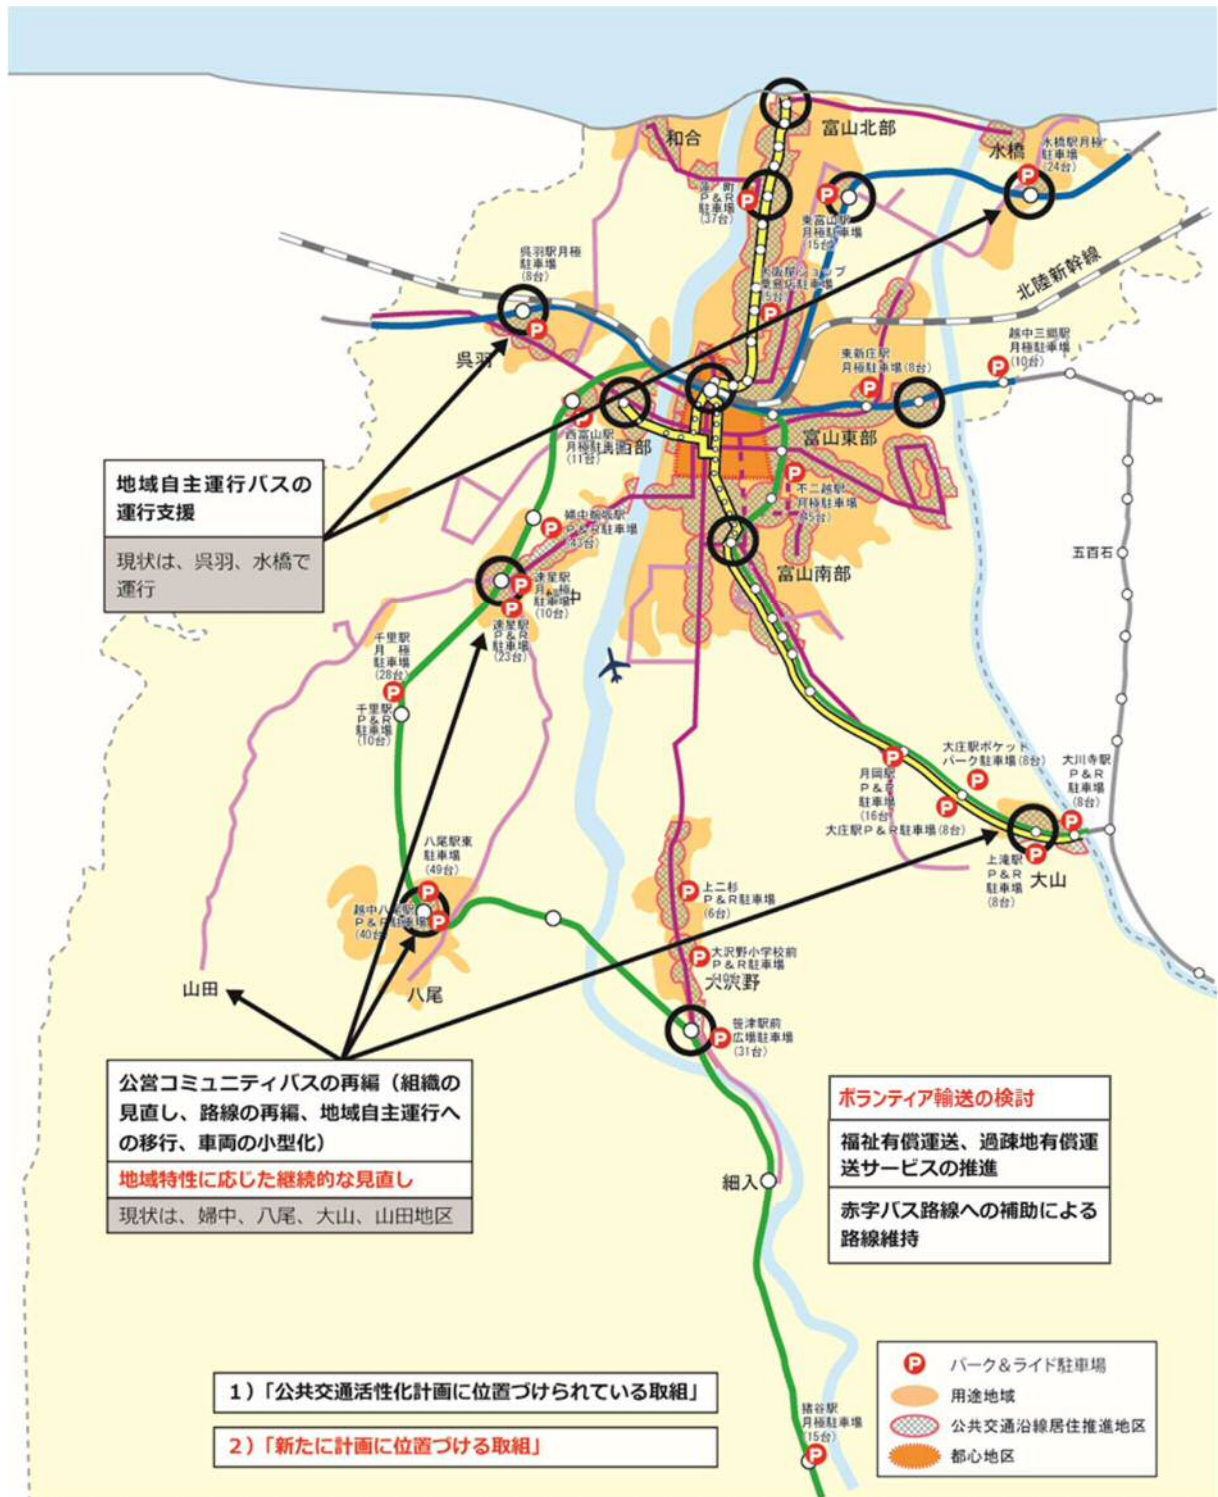 富山北部
和合
水橋
水橋駅月極
駐車場
(24台)
蓮町
P&R
駐車場
(37台)
東富山駅
月極駐車場
(15台)
呉羽駅月極
駐車場
(8台)
大阪屋ショップ
粟島店駐車場
(5台)
北陸新幹線
呉羽
東新庄駅
月極駐車場(8台)
越中三郷駅
月極駐車場
(10台)
西富山駅
月極駐車場
(11台)
部
富山東部
地域自主運行バスの
運行支援
現状は、呉羽、水橋で
運行
不二越駅
月極駐車場
婦中鵜坂駅
P&R駐車場
(43台)
五百石
富山南部
速星駅
月極
駐車場
(10台)
中
速星駅
P&R
駐車場
(23台)
千里駅
月極
駐車場
(28台)
千里駅
P&R
駐車場
(10台)
月岡駅
P&R
駐車場
(16台)
大庄駅ポケット
パーク駐車場(8台)
大川寺駅
P&R
駐車場
(8台)
大庄駅P&R駐車場(8台)
上滝駅
P&R
駐車場
(8台)
大山
八尾駅東
駐車場
(49台)
越中八尾駅
P&R駐車場
(40台)
上二杉
P&R駐車場
(6台)
大沢野小学校前
P&R駐車場
大沢野
山田
八尾
笹津駅前
広場駐車場
(31台)
公営コミュニティバスの再編（組織の
見直し、路線の再編、地域自主運行へ
の移行、車両の小型化）
地域特性に応じた継続的な見直し
現状は、婦中、八尾、大山、山田地区
ボランティア輸送の検討
福祉有償運送、過疎地有償運
送サービスの推進
赤字バス路線への補助による
路線維持
細入
P パーク＆ライド駐車場
用途地域
公共交通沿線居住推進地区
都心地区
１）「公共交通活性化計画に位置づけられている取組」
２）「新たに計画に位置づける取組」
猪谷駅
月極駐車場
(15台)